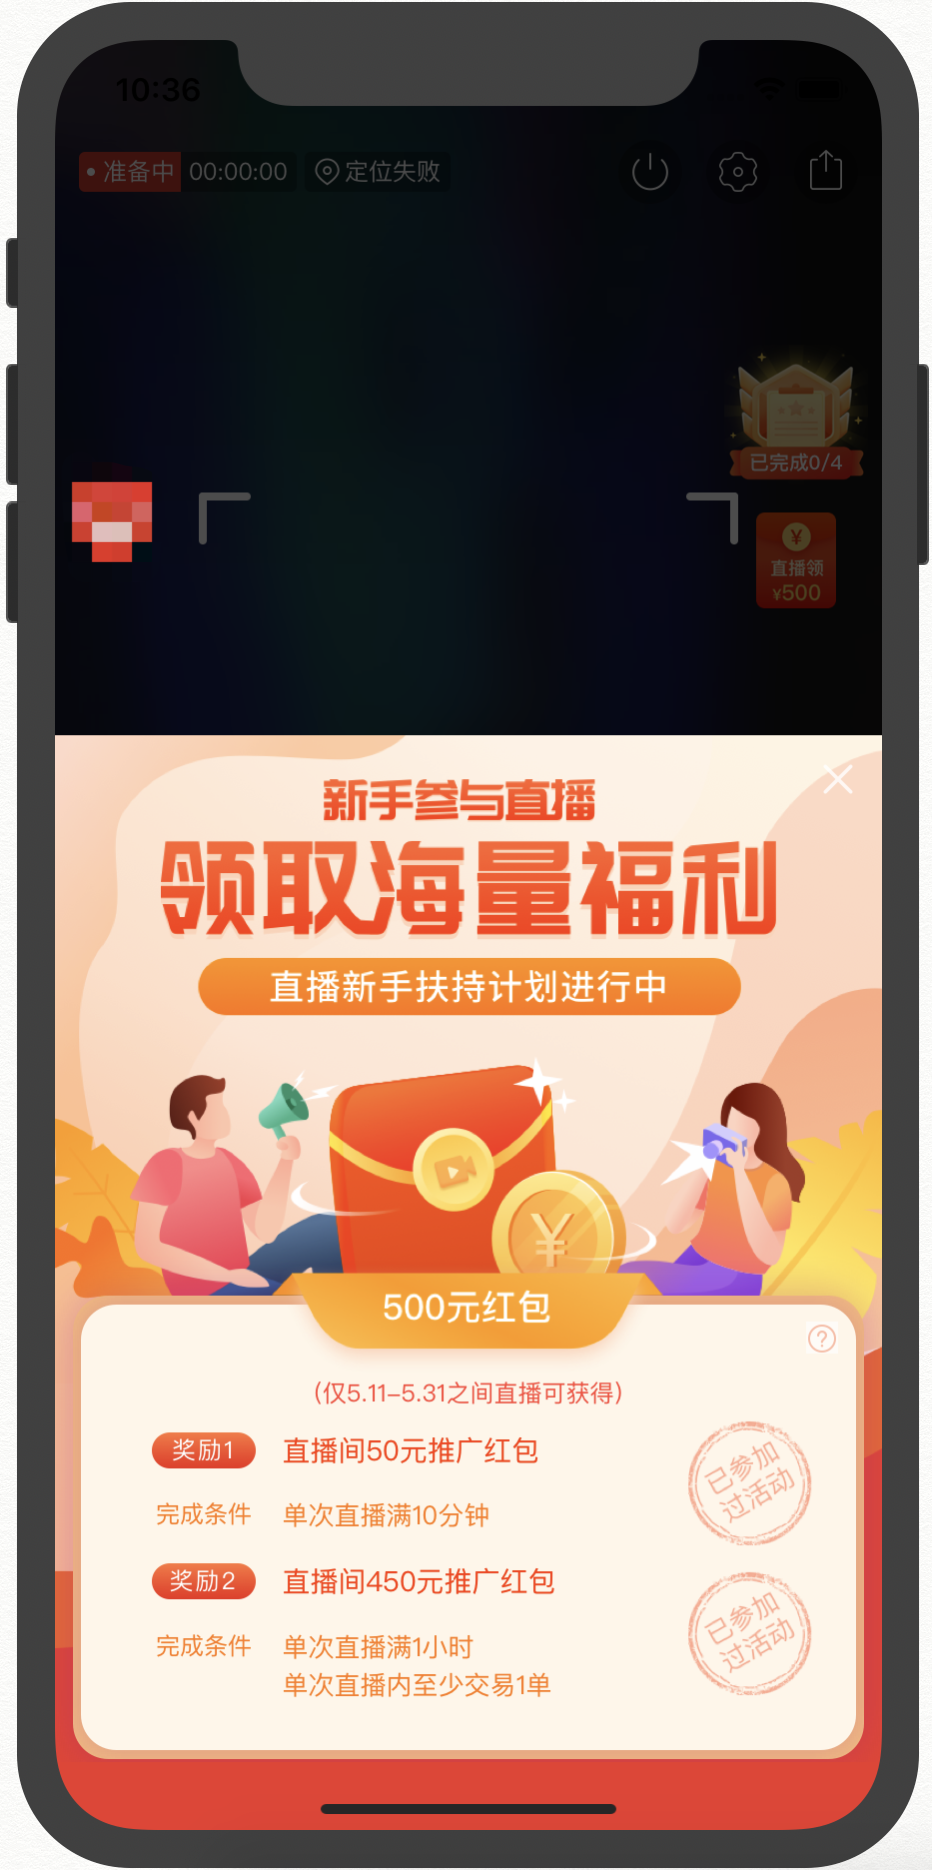 10:36
准备中 00:00:00 定位失败
已完成0/4
¥
直播领
¥500
新手参与直播
领取海量福利
直播新手扶持计划进行中
¥
500元红包
?
(仅5.11-5.31之间直播可获得)
奖励1 直播间50元推广红包
已参加
过活动
完成条件 单次直播满10分钟
奖励2 直播间450元推广红包
已参加
过活动
完成条件 单次直播满1小时
单次直播内至少交易1单